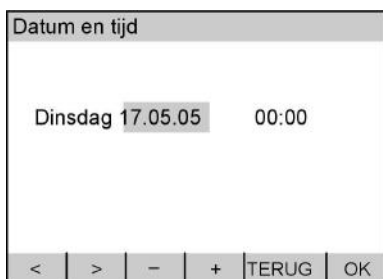 Datum en tijd
Dinsdag 17.05.05 00:00
< > - + TERUG OK